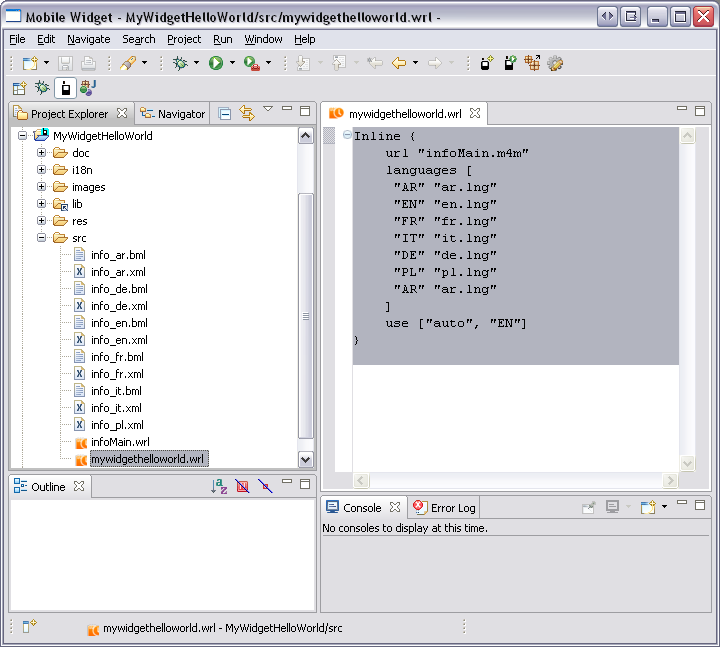 Mobile Widget - MyWidgetHelloWorld/src/mywidgethelloworld.wrl -
File Edit Navigate Search Project Run Window Help
Project Explorer
Navigator
MyWidgetHelloWorld
doc
i18n
images
lib
res
src
info_ar.bml
info_ar.xml
info_de.bml
info_de.xml
info_en.bml
info_en.xml
info_fr.bml
info_fr.xml
info_it.bml
info_it.xml
info_pl.xml
infoMain.wrl
mywidgethelloworld.wrl
mywidgethelloworld.wrl
Inline {
url "infoMain.m4m"
languages [
"AR" "ar.lng"
"EN" "en.lng"
"FR" "fr.lng"
"IT" "it.lng"
"DE" "de.lng"
"PL" "pl.lng"
"AR" "ar.lng"
]
use ["auto", "EN"]
}
Outline
Console
Error Log
No consoles to display at this time.
mywidgethelloworld.wrl - MyWidgetHelloWorld/src